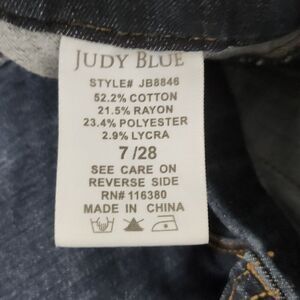 JUDY BLUE
STYLE# JB8846
52.2% COTTON
21.5% RAYON
23.4% POLYESTER
2.9% LYCRA
7 /28
SEE CARE ON
REVERSE SIDE
RN# 116380
MADE IN CHINA